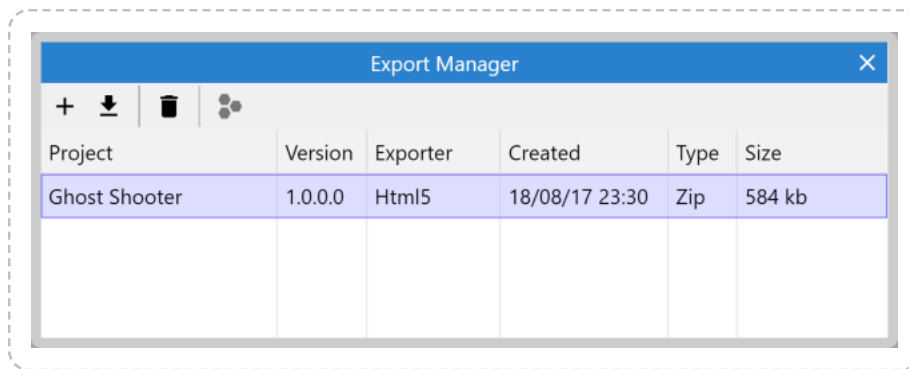 Export Manager
Project Version Exporter Created Type Size
Ghost Shooter 1.0.0.0 Html5 18/08/17 23:30 Zip 584 kb